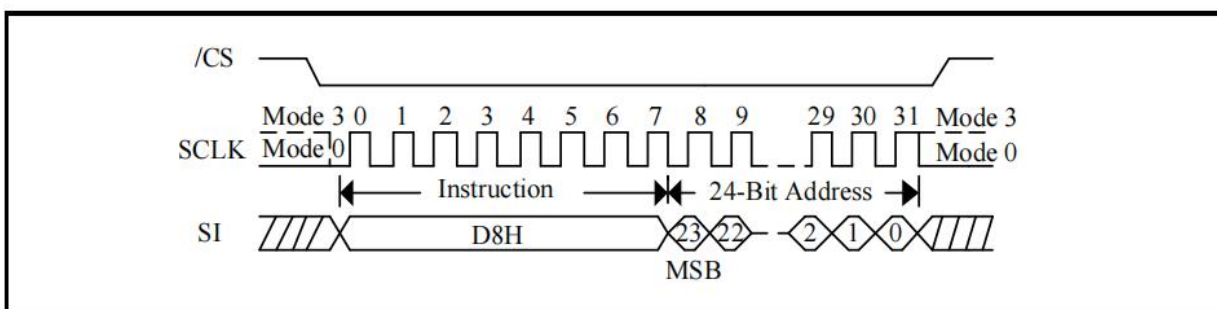 /CS
Mode 3 0 1 2 3 4 5 6 7 8 9 29 30 31 Mode 3
SCLK Mode 0 Mode 0
Instruction 24-Bit Address
SI D8H 23 22 2 1 0
MSB